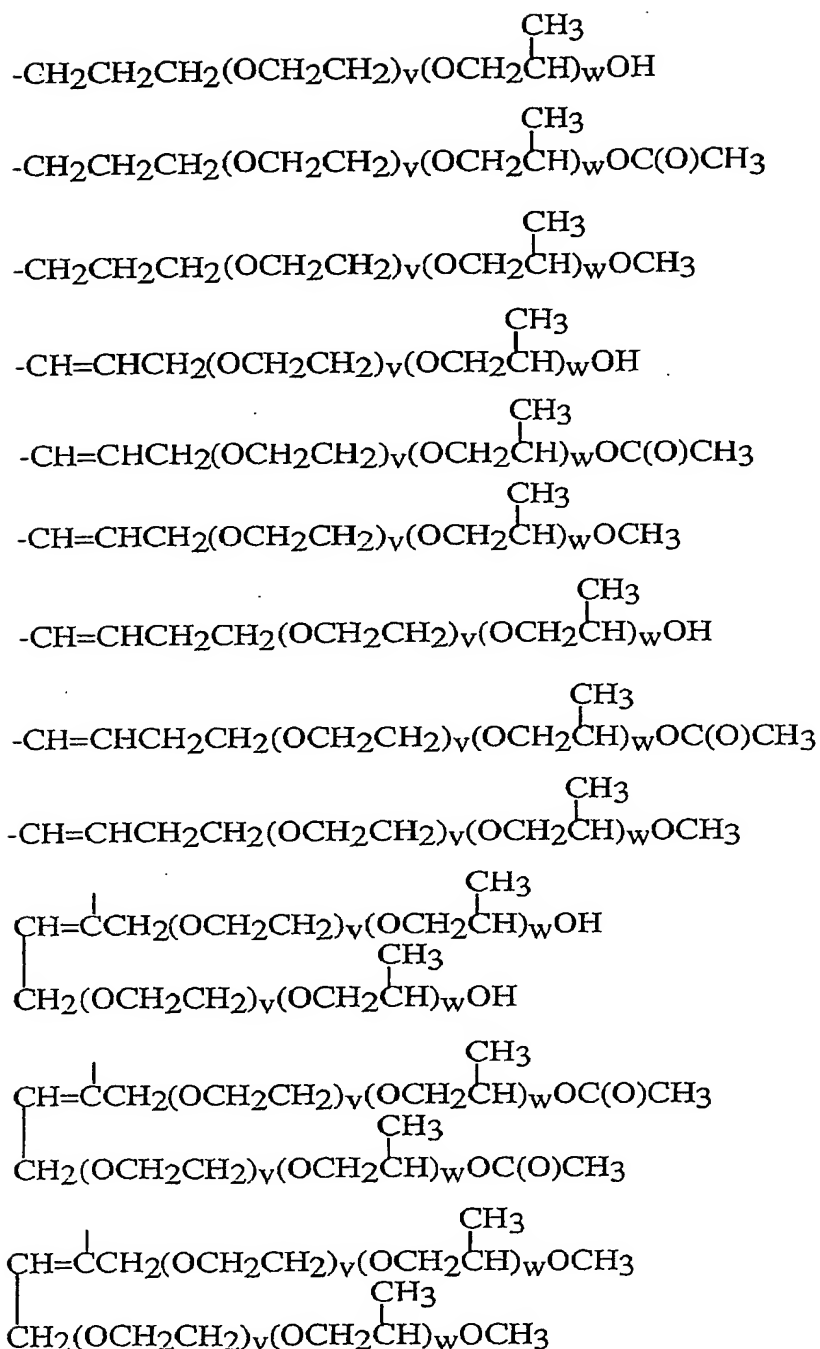 CH3
-CH2CH2CH2(OCH2CH2)v(OCH2CH)wOH
CH3
-CH2CH2CH2(OCH2CH2)v(OCH2CH)wOC(O)CH3
CH3
-CH2CH2CH2(OCH2CH2)v(OCH2CH)wOCH3
CH3
-CH=CHCH2(OCH2CH2)v(OCH2CH)wOH
CH3
-CH=CHCH2(OCH2CH2)v(OCH2CH)wOC(O)CH3
CH3
-CH=CHCH2(OCH2CH2)v(OCH2CH)wOCH3
CH3
-CH=CHCH2CH2(OCH2CH2)v(OCH2CH)wOH
CH3
-CH=CHCH2CH2(OCH2CH2)v(OCH2CH)wOC(O)CH3
CH3
-CH=CHCH2CH2(OCH2CH2)v(OCH2CH)wOCH3
CH3
CH=CCH2(OCH2CH2)v(OCH2CH)wOH
CH3
CH2(OCH2CH2)v(OCH2CH)wOH
CH3
CH=CCH2(OCH2CH2)v(OCH2CH)wOC(O)CH3
CH3
CH2(OCH2CH2)v(OCH2CH)wOC(O)CH3
CH3
CH=CCH2(OCH2CH2)v(OCH2CH)wOCH3
CH3
CH2(OCH2CH2)v(OCH2CH)wOCH3